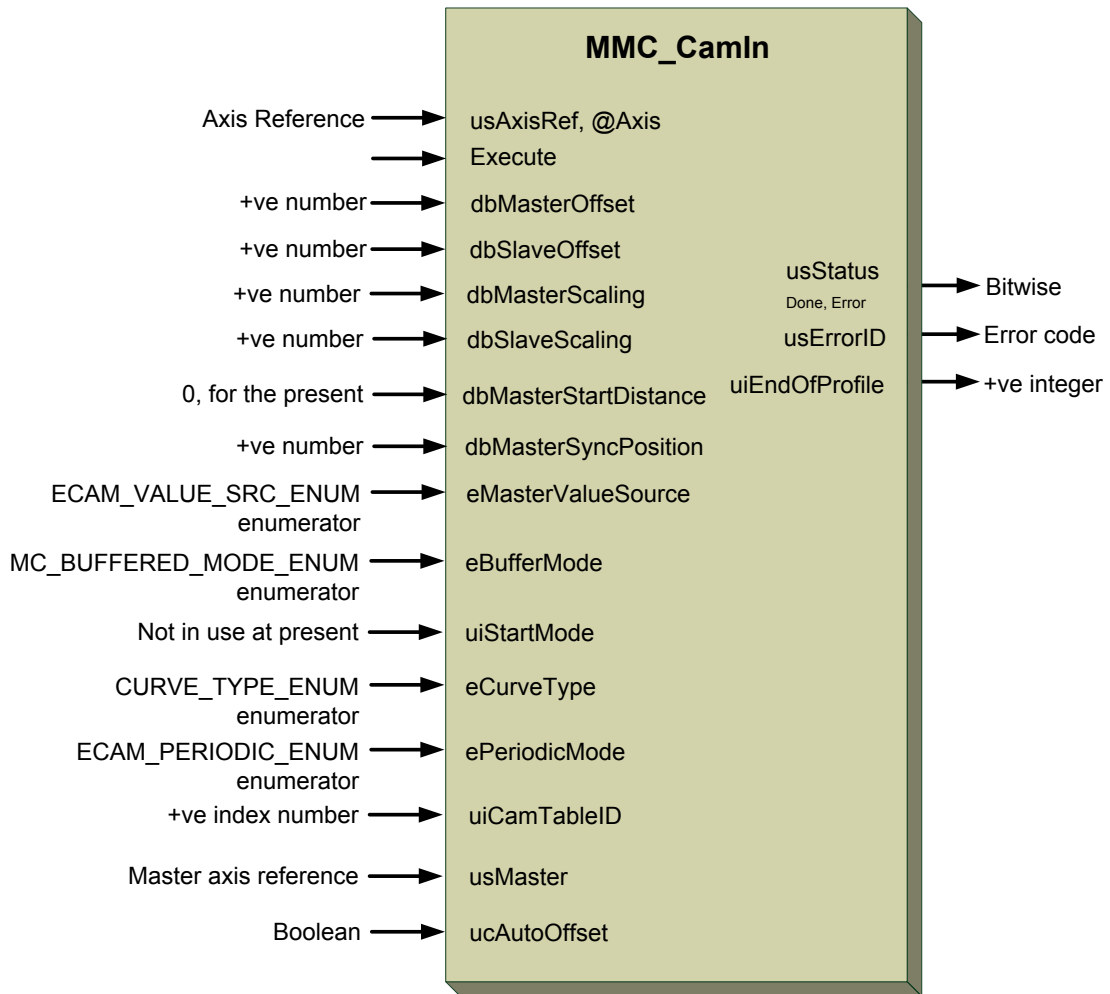 MMC_CamIn
Axis Reference usAxisRef, @Axis
Execute
+ve number dbMasterOffset
+ve number dbSlaveOffset
+ve number dbMasterScaling
+ve number dbSlaveScaling
0, for the present dbMasterStartDistance
+ve number dbMasterSyncPosition
ECAM_VALUE_SRC_ENUM
enumerator
eMasterValueSource
MC_BUFFERED_MODE_ENUM
enumerator
eBufferMode
Not in use at present uiStartMode
CURVE_TYPE_ENUM
enumerator
eCurveType
ECAM_PERIODIC_ENUM
enumerator
ePeriodicMode
+ve index number uiCamTableID
Master axis reference usMaster
Boolean ucAutoOffset
usStatus Bitwise
Done, Error
usErrorID Error code
uiEndOfProfile +ve integer